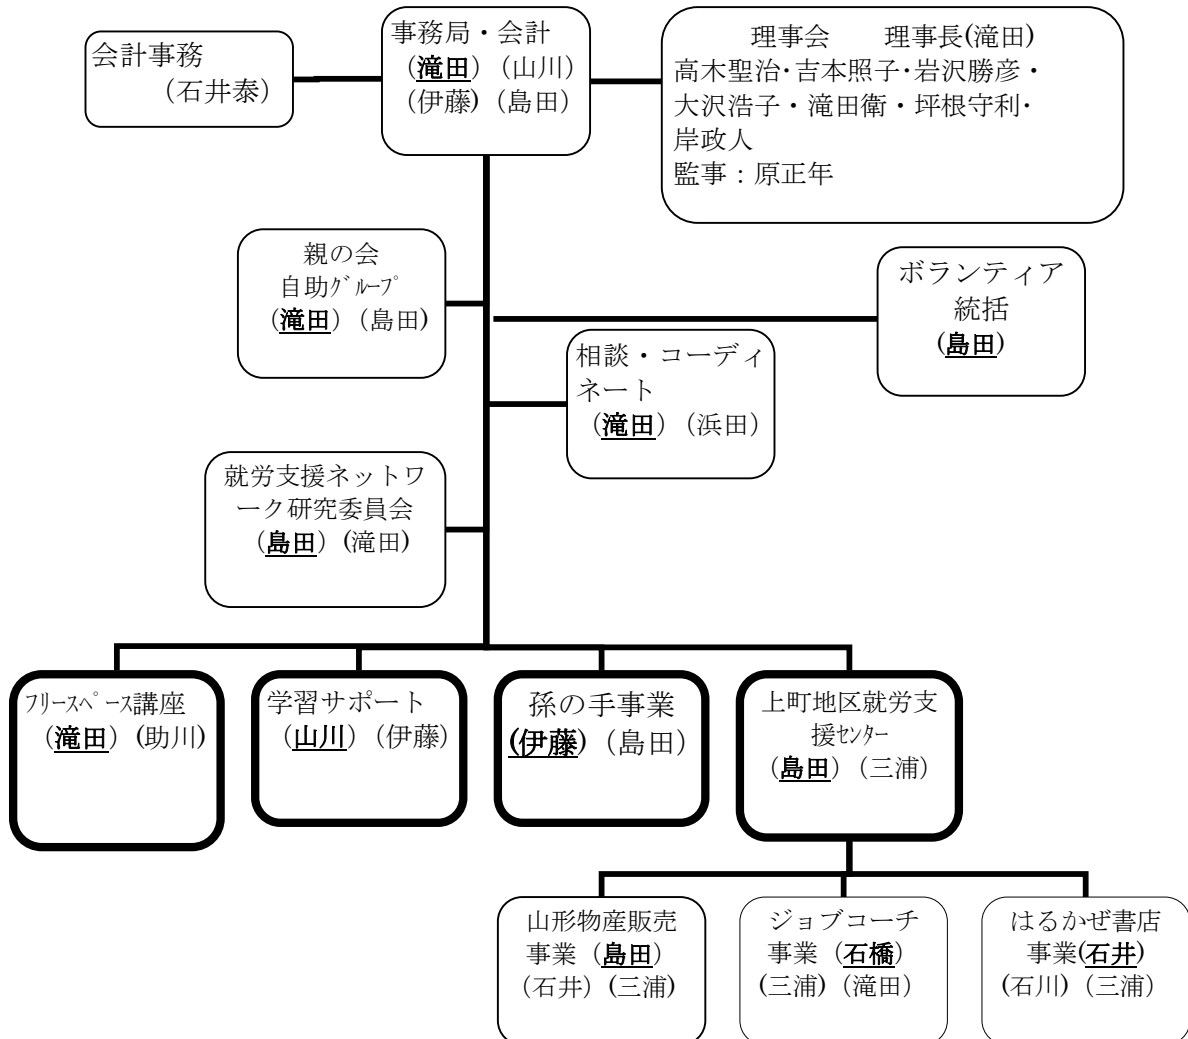 会計事務
(石井泰)
事務局・会計
(滝田) (山川)
(伊藤) (島田)
理事会 理事長(滝田)
高木聖治・吉本照子・岩沢勝彦・
大沢浩子・滝田衛・坪根守利・
岸政人
監事：原正年
親の会
自助ｸﾞﾙｰﾌﾟ
(滝田) (島田)
ボランティア
統括
(島田)
相談・コーディ
ネート
(滝田) (浜田)
就労支援ネットワ
ーク研究委員会
(島田) (滝田)
ﾌﾘｰｽﾍﾟｰｽ講座
(滝田) (助川)
学習サポート
(山川) (伊藤)
孫の手事業
(伊藤) (島田)
上町地区就労支
援ｾﾝﾀｰ
(島田) (三浦)
山形物産販売
事業 (島田)
(石井) (三浦)
ジョブコーチ
事業 (石橋)
(三浦) (滝田)
はるかぜ書店
事業(石井)
(石川) (三浦)